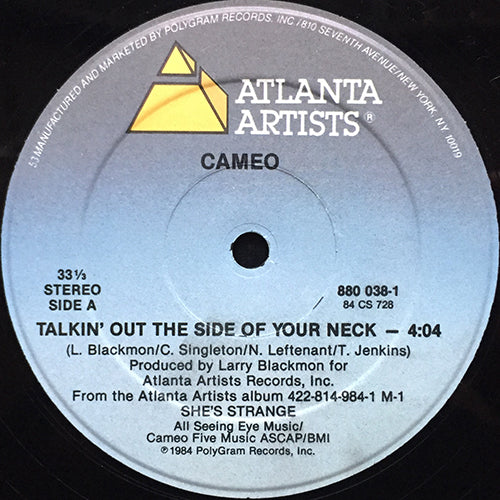 53 MANUFACTURED AND MARKETED BY POLYGRAM RECORDS, INC./810 SEVENTH AVENUE/NEW YORK, NY 10019
ATLANTA
ARTISTS®
CAMEO
33 1/3
STEREO
SIDE A
880 038-1
84 CS 728
TALKIN' OUT THE SIDE OF YOUR NECK — 4:04
(L. Blackmon/C. Singleton/N. Leftenant/T. Jenkins)
Produced by Larry Blackmon for
Atlanta Artists Records, Inc.
From the Atlanta Artists album 422-814-984-1 M-1
SHE'S STRANGE
All Seeing Eye Music/
Cameo Five Music ASCAP/BMI
℗1984 PolyGram Records, Inc.